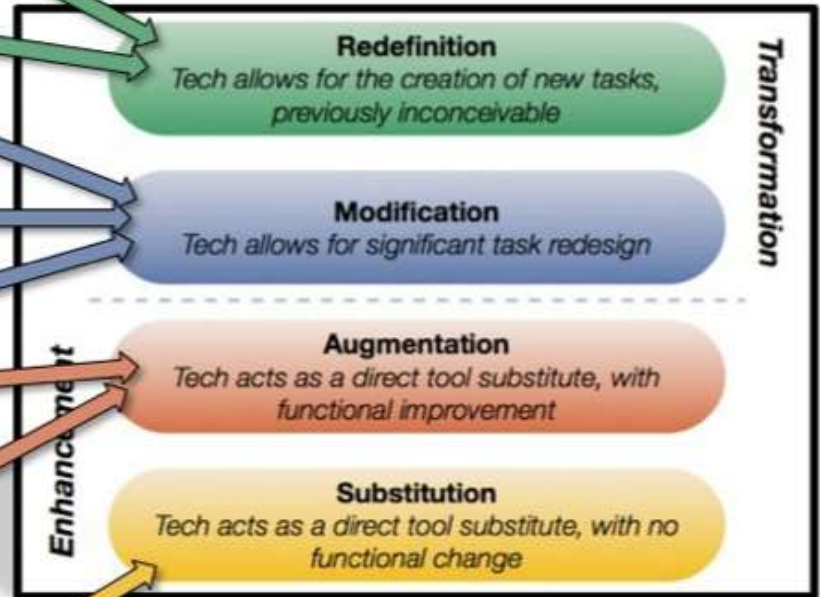 Redefinition
Tech allows for the creation of new tasks,
previously inconceivable
Transformation
Modification
Tech allows for significant task redesign
Augmentation
Tech acts as a direct tool substitute, with
functional improvement
Enhancement
Substitution
Tech acts as a direct tool substitute, with no
functional change